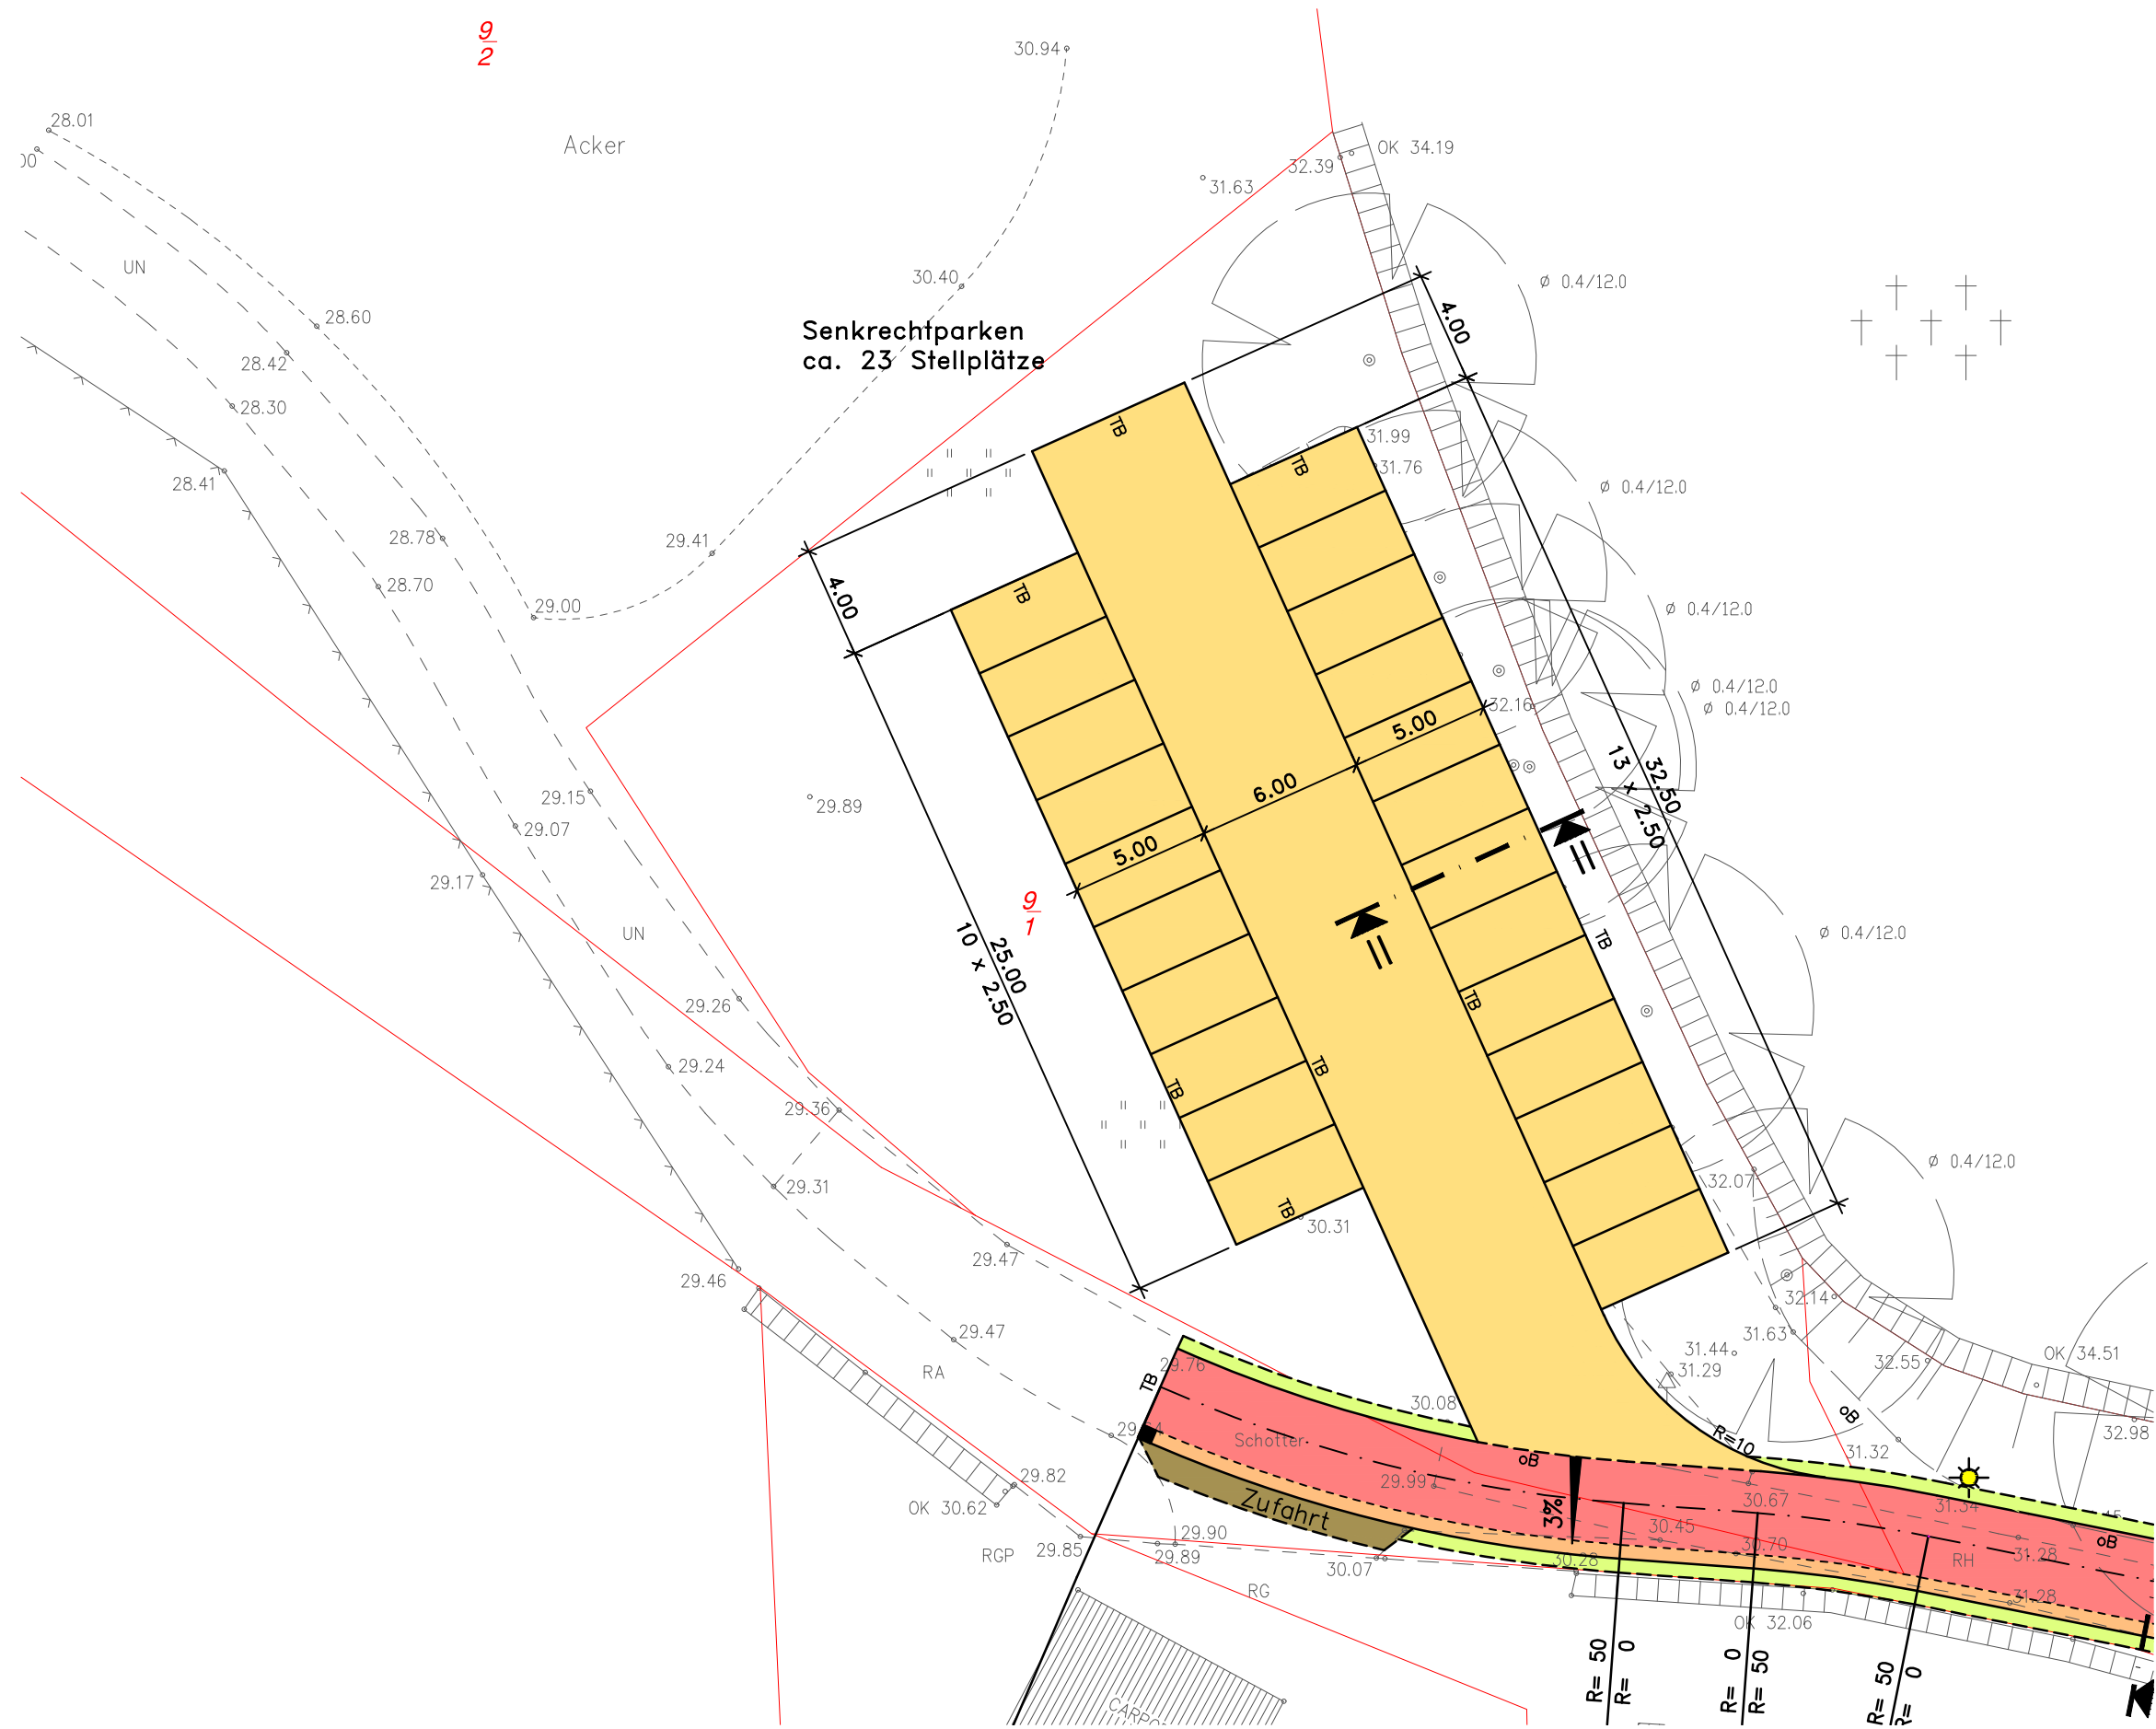 9
2
30.94
28.01
00
Acker
OK 34.19
32.39
31.63
UN
30.40
Ø 0.4/12.0
4.00
28.60
Senkrechtparken
ca. 23 Stellplätze
28.42
28.30
TB
31.99
TB
31.76
28.41
Ø 0.4/12.0
28.78
29.41
28.70
4.00
TB
29.00
Ø 0.4/12.0
Ø 0.4/12.0
Ø 0.4/12.0
32.16
5.00
6.00
5.00
32.50
13 x 2.50
29.15
29.07
29.89
29.17
9
1
UN
25.00
10 x 2.50
TB
Ø 0.4/12.0
TB
29.26
29.24
TB
TB
29.36
29.31
TB
30.31
32.07
Ø 0.4/12.0
29.46
29.47
32.14
31.63
29.47
RA
29.76
TB
31.44
31.29
32.55
OK 34.51
30.08
oB
R=10
31.32
32.98
Schotter
oB
29.99
29.82
OK 30.62
Zufahrt
3%
30.67
31.34
30.45
30.70
oB
29.90
29.89
29.85
RGP
30.07
30.28
RH
31.28
31.28
RG
OK 32.06
R= 50
R= 0
R= 0
R= 50
R= 50
R= 0